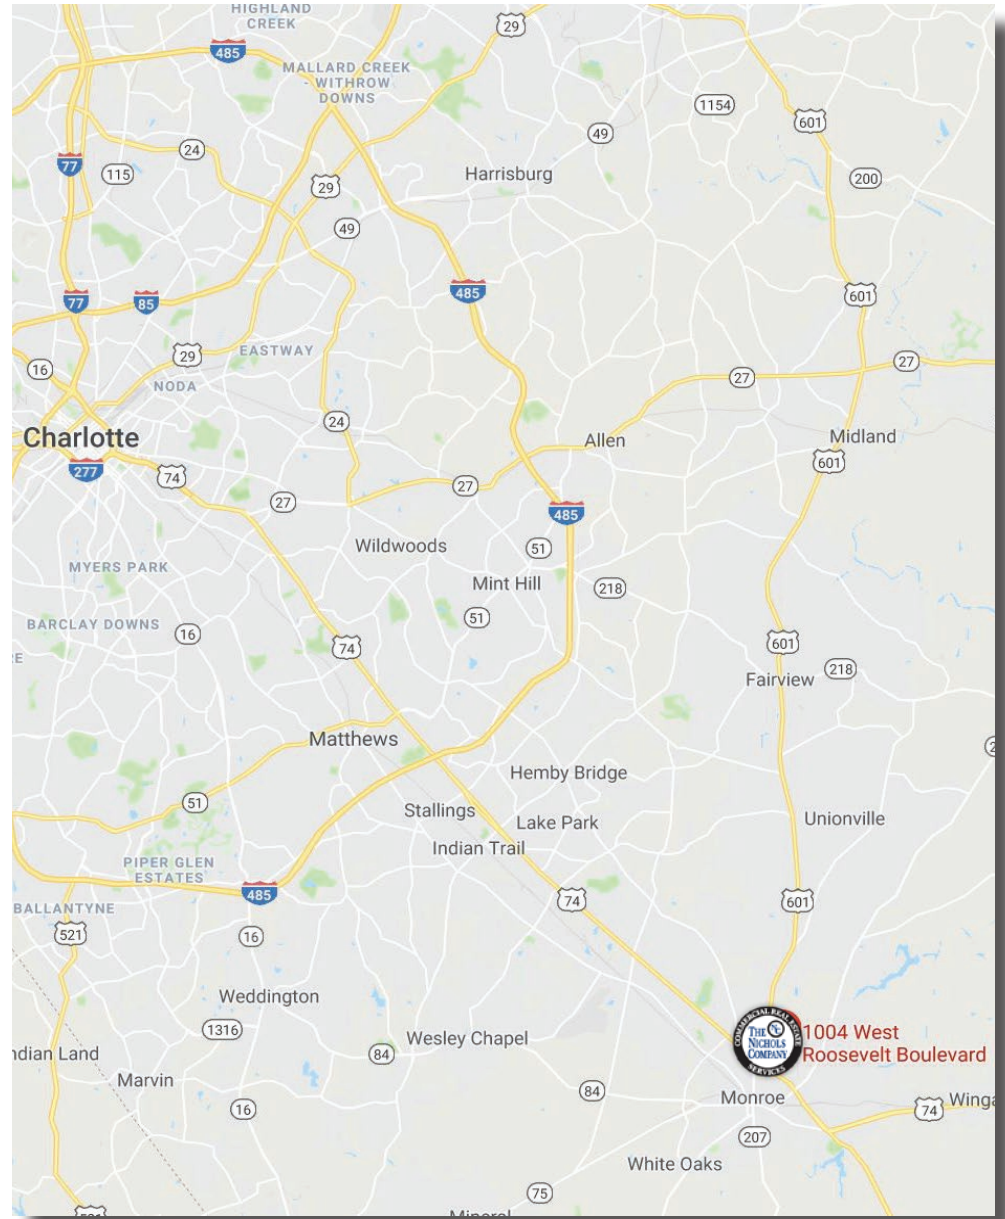 HIGHLAND
CREEK
29
485
MALLARD CREEK
- WITHROW
DOWNS
1154
601
49
24
77
115
Harrisburg
29
200
49
485
77
85
601
EASTWAY
29
16
NODA
27
27
24
Charlotte
Allen
Midland
277
601
74
27
27
485
Wildwoods
51
MYERS PARK
Mint Hill
218
51
BARCLAY DOWNS
16
601
74
RE
218
Fairview
Matthews
Hemby Bridge
51
Stallings
Lake Park
Unionville
Indian Trail
PIPER GLEN
ESTATES
485
74
601
BALLANTYNE
521
16
Weddington
COMMERCIAL REAL ESTATE
THE
NICHOLS
COMPANY
SERVICES
1004 West
Roosevelt Boulevard
1316
Wesley Chapel
ndian Land
84
Marvin
84
Monroe
Winga
16
74
207
White Oaks
75